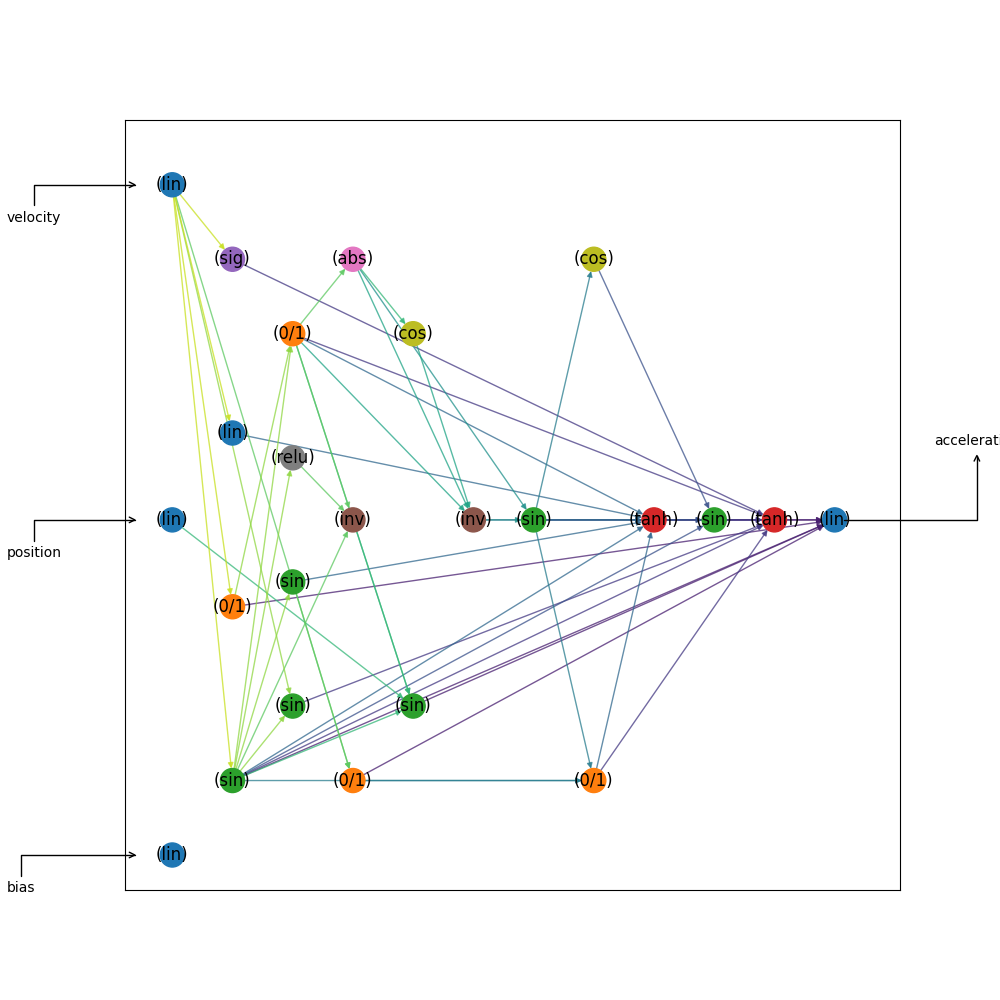 (lin)
velocity
(sig)
(abs)
(cos)
(0/1)
(cos)
(lin)
(relu)
accelerati
(lin)
(inv)
(inv)
(sin)
(tanh)
(sin)
(tanh)
(lin)
position
(sin)
(0/1)
(sin)
(sin)
(sin)
(0/1)
(0/1)
(lin)
bias